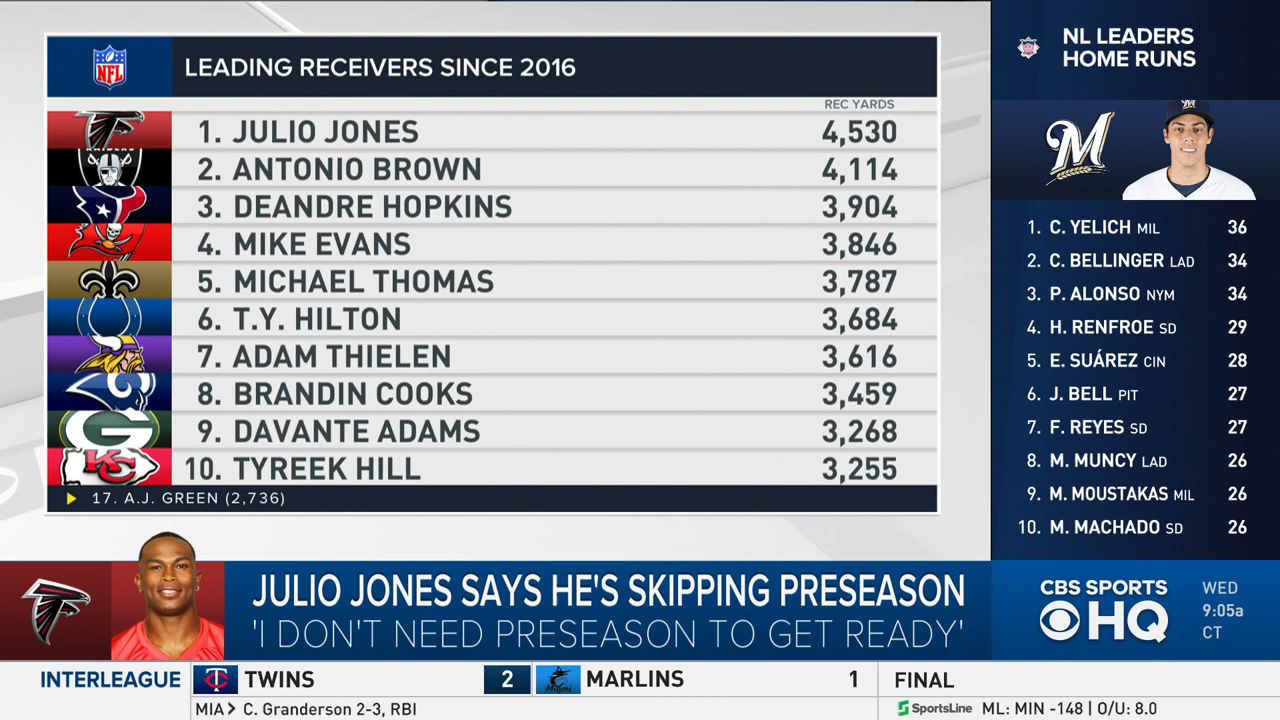 NFL
LEADING RECEIVERS SINCE 2016
REC YARDS
1. JULIO JONES 4,530
2. ANTONIO BROWN 4,114
3. DEANDRE HOPKINS 3,904
4. MIKE EVANS 3,846
5. MICHAEL THOMAS 3,787
6. T.Y. HILTON 3,684
7. ADAM THIELEN 3,616
8. BRANDIN COOKS 3,459
9. DAVANTE ADAMS 3,268
10. TYREEK HILL 3,255
17. A.J. GREEN (2,736)
RAIDERS
G
KC
NL LEADERS
HOME RUNS
M
1. C. YELICH MIL 36
2. C. BELLINGER LAD 34
3. P. ALONSO NYM 34
4. H. RENFROE SD 29
5. E. SUÁREZ CIN 28
6. J. BELL PIT 27
7. F. REYES SD 27
8. M. MUNCY LAD 26
9. M. MOUSTAKAS MIL 26
10. M. MACHADO SD 26
JULIO JONES SAYS HE'S SKIPPING PRESEASON
'I DON'T NEED PRESEASON TO GET READY'
CBS SPORTS
HQ
WED
9:05a
CT
INTERLEAGUE TWINS 2 Miami MARLINS 1 FINAL
MIA> C. Granderson 2-3, RBI SportsLine ML: MIN -148 | O/U: 8.0